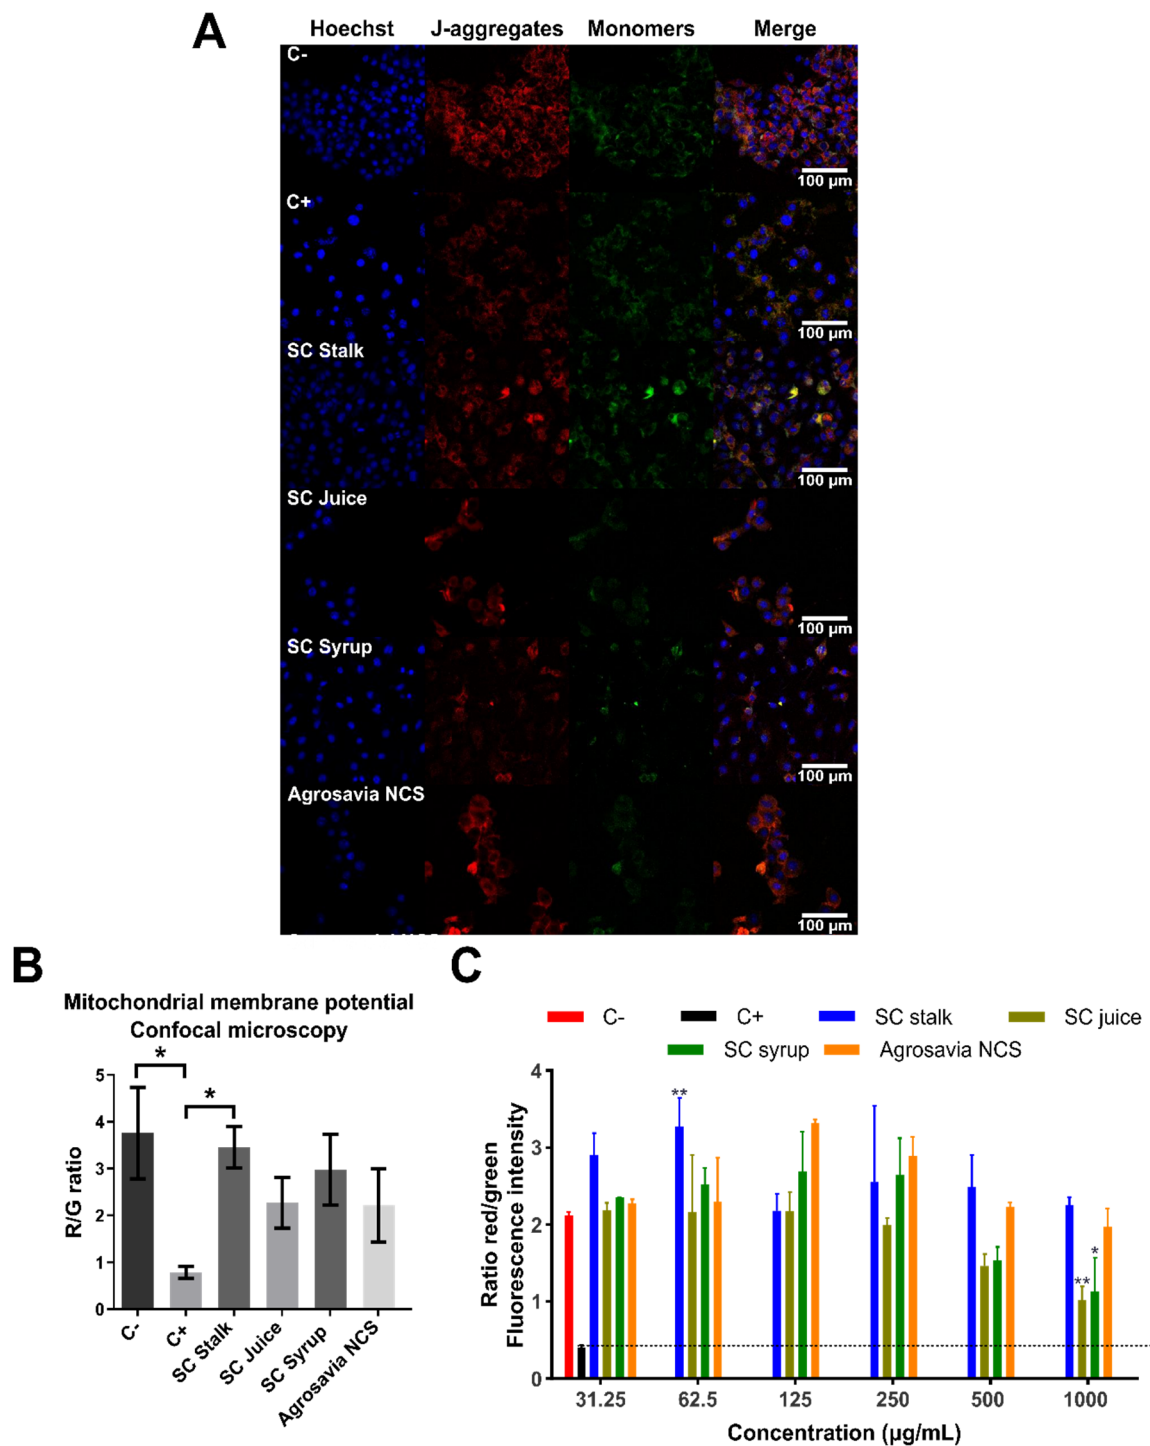 A
Hoechst J-aggregates Monomers Merge
C-
100 µm
C+
100 µm
SC Stalk
100 µm
SC Juice
100 µm
SC Syrup
100 µm
Agrosavia NCS
100 µm
B
Mitochondrial membrane potential
Confocal microscopy
* *
R/G ratio
5
4
3
2
1
0
C-
C+
SC Stalk
SC Juice
SC Syrup
Agrosavia NCS
C
C- C+ SC stalk SC juice
SC syrup Agrosavia NCS
Ratio red/green
Fluorescence intensity
4
3
2
1
0
**
**
*
31.25 62.5 125 250 500 1000
Concentration (µg/mL)